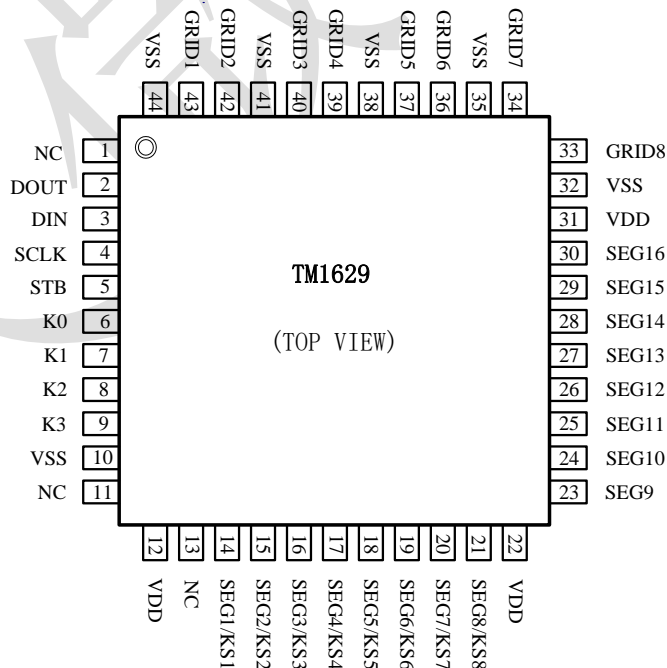 VSS GRID1 GRID2 VSS GRID3 GRID4 VSS GRID5 GRID6 VSS GRID7
44 43 42 41 40 39 38 37 36 35 34
NC 1 33 GRID8
DOUT 2 32 VSS
DIN 3 31 VDD
SCLK 4 30 SEG16
STB 5 29 SEG15
K0 6 28 SEG14
K1 7 27 SEG13
K2 8 26 SEG12
K3 9 25 SEG11
VSS 10 24 SEG10
NC 11 23 SEG9
TM1629
(TOP VIEW)
12 13 14 15 16 17 18 19 20 21 22
VDD NC SEG1/KS1 SEG2/KS2 SEG3/KS3 SEG4/KS4 SEG5/KS5 SEG6/KS6 SEG7/KS7 SEG8/KS8 VDD